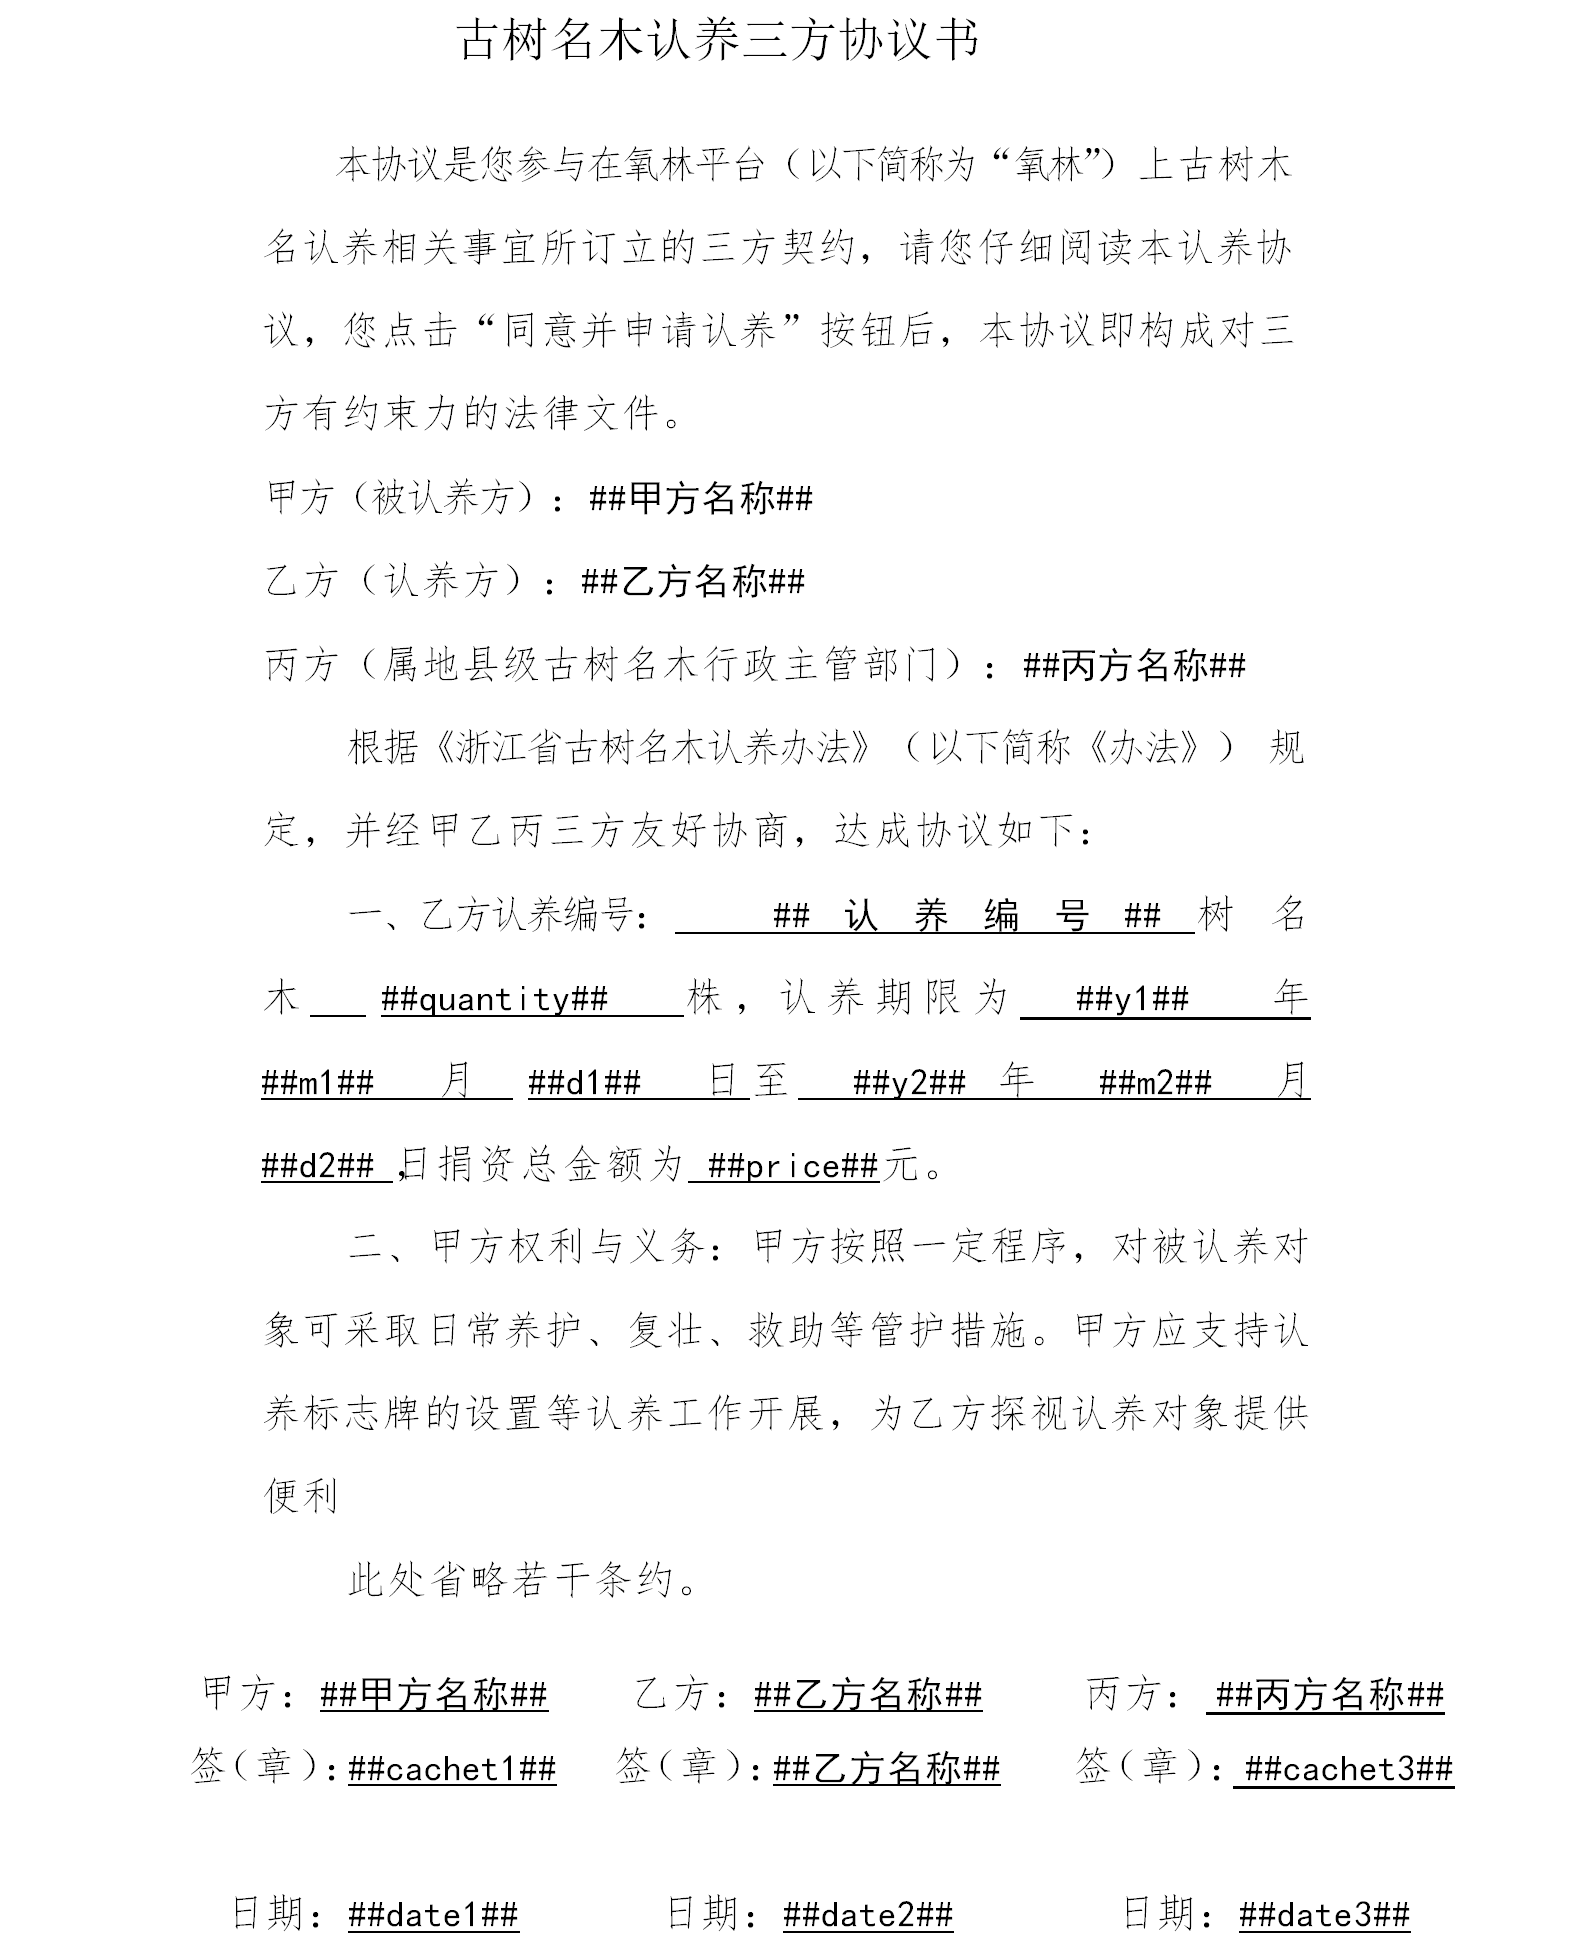 古树名木认养三方协议书
本协议是您参与在氧林平台（以下简称为“氧林”）上古树木
名认养相关事宜所订立的三方契约，请您仔细阅读本认养协
议，您点击“同意并申请认养”按钮后，本协议即构成对三
方有约束力的法律文件。
甲方（被认养方）：##甲方名称##
乙方（认养方）：##乙方名称##
丙方（属地县级古树名木行政主管部门）：##丙方名称##
根据《浙江省古树名木认养办法》（以下简称《办法》） 规
定，并经甲乙丙三方友好协商，达成协议如下：
一、乙方认养编号： ## 认 养 编 号 ## 树 名
木 ##quantity## 株，认养期限为 ##y1## 年
##m1## 月 ##d1## 日至 ##y2## 年 ##m2## 月
##d2## ,日捐资总金额为 ##price##元。
二、甲方权利与义务：甲方按照一定程序，对被认养对
象可采取日常养护、复壮、救助等管护措施。甲方应支持认
养标志牌的设置等认养工作开展，为乙方探视认养对象提供
便利
此处省略若干条约。
甲方：##甲方名称## 乙方：##乙方名称## 丙方： ##丙方名称##
签（章）：##cachet1## 签（章）：##乙方名称## 签（章）： ##cachet3##
日期：##date1## 日期：##date2## 日期：##date3##